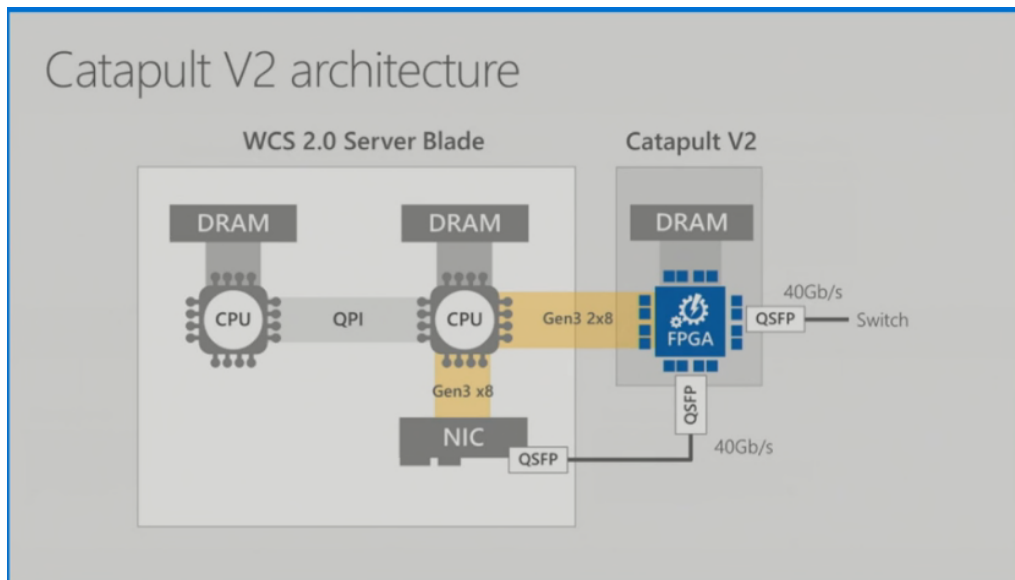 Catapult V2 architecture
WCS 2.0 Server Blade
Catapult V2
DRAM
DRAM
DRAM
CPU
QPI
CPU
Gen3 2x8
FPGA
QSFP
40Gb/s
Switch
Gen3 x8
NIC
QSFP
QSFP
40Gb/s